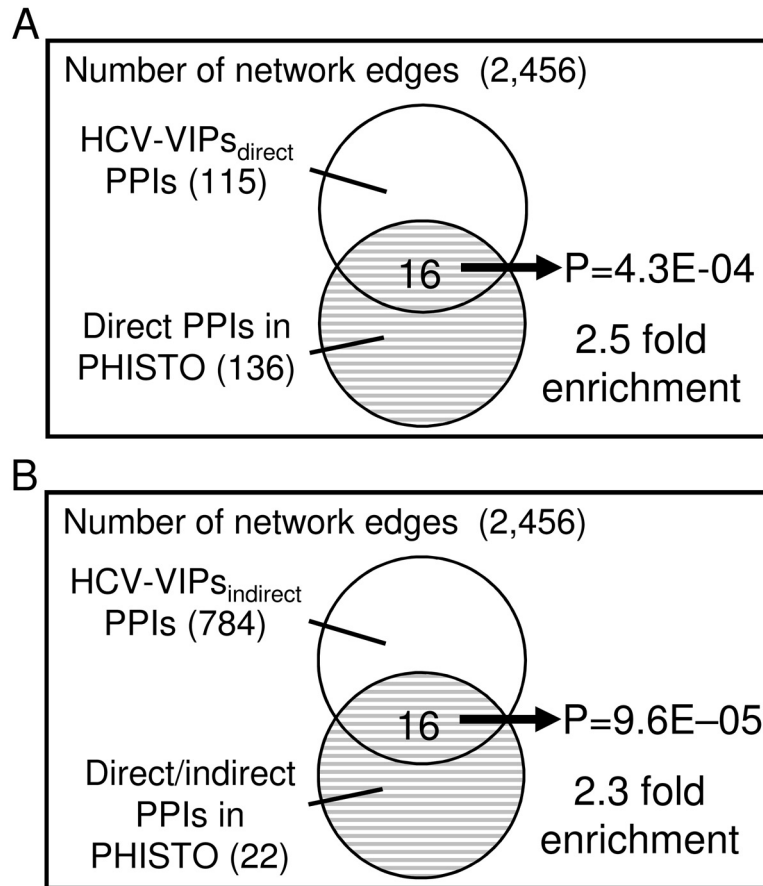 A
Number of network edges (2,456)
HCV-VIPsdirect
PPIs (115)
16
P=4.3E-04
Direct PPIs in
PHISTO (136)
2.5 fold
enrichment
B
Number of network edges (2,456)
HCV-VIPsindirect
PPIs (784)
16
P=9.6E–05
Direct/indirect
PPIs in
PHISTO (22)
2.3 fold
enrichment